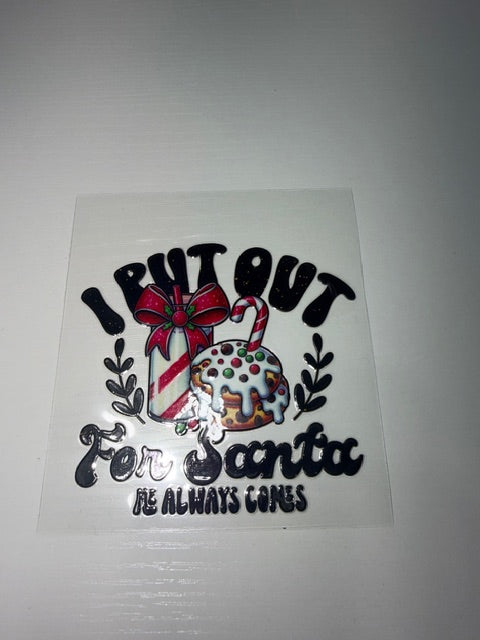 I PUT OUT
For Santa
HE ALWAYS COMES